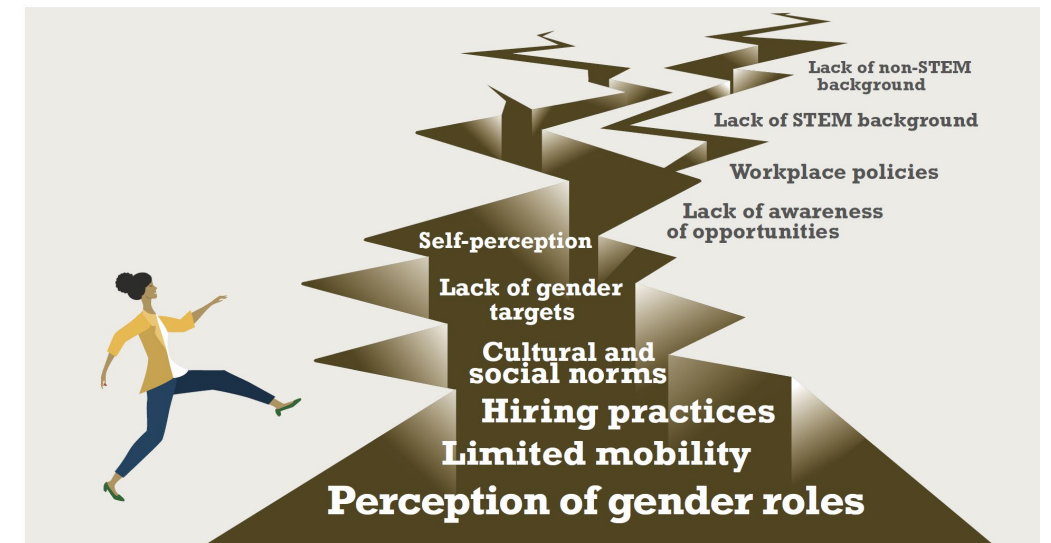 Lack of non-STEM
background
Lack of STEM background
Workplace policies
Lack of awareness
of opportunities
Self-perception
Lack of gender
targets
Cultural and
social norms
Hiring practices
Limited mobility
Perception of gender roles